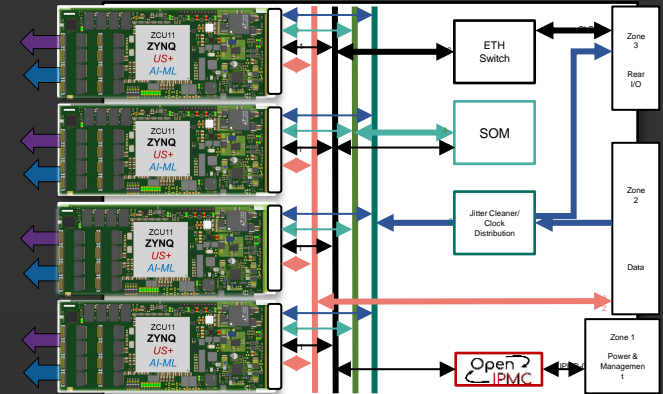 ZCU11
ZYNQ
US+
AI-ML
ZCU11
ZYNQ
US+
AI-ML
ZCU11
ZYNQ
US+
AI-ML
ZCU11
ZYNQ
US+
AI-ML
ETH
Switch
SOM
Jitter Cleaner/
Clock
Distribution
Open
IPMC
Zone
3
Rear
I/O
Zone
2
Data
Zone 1
Power &
Managemen
t